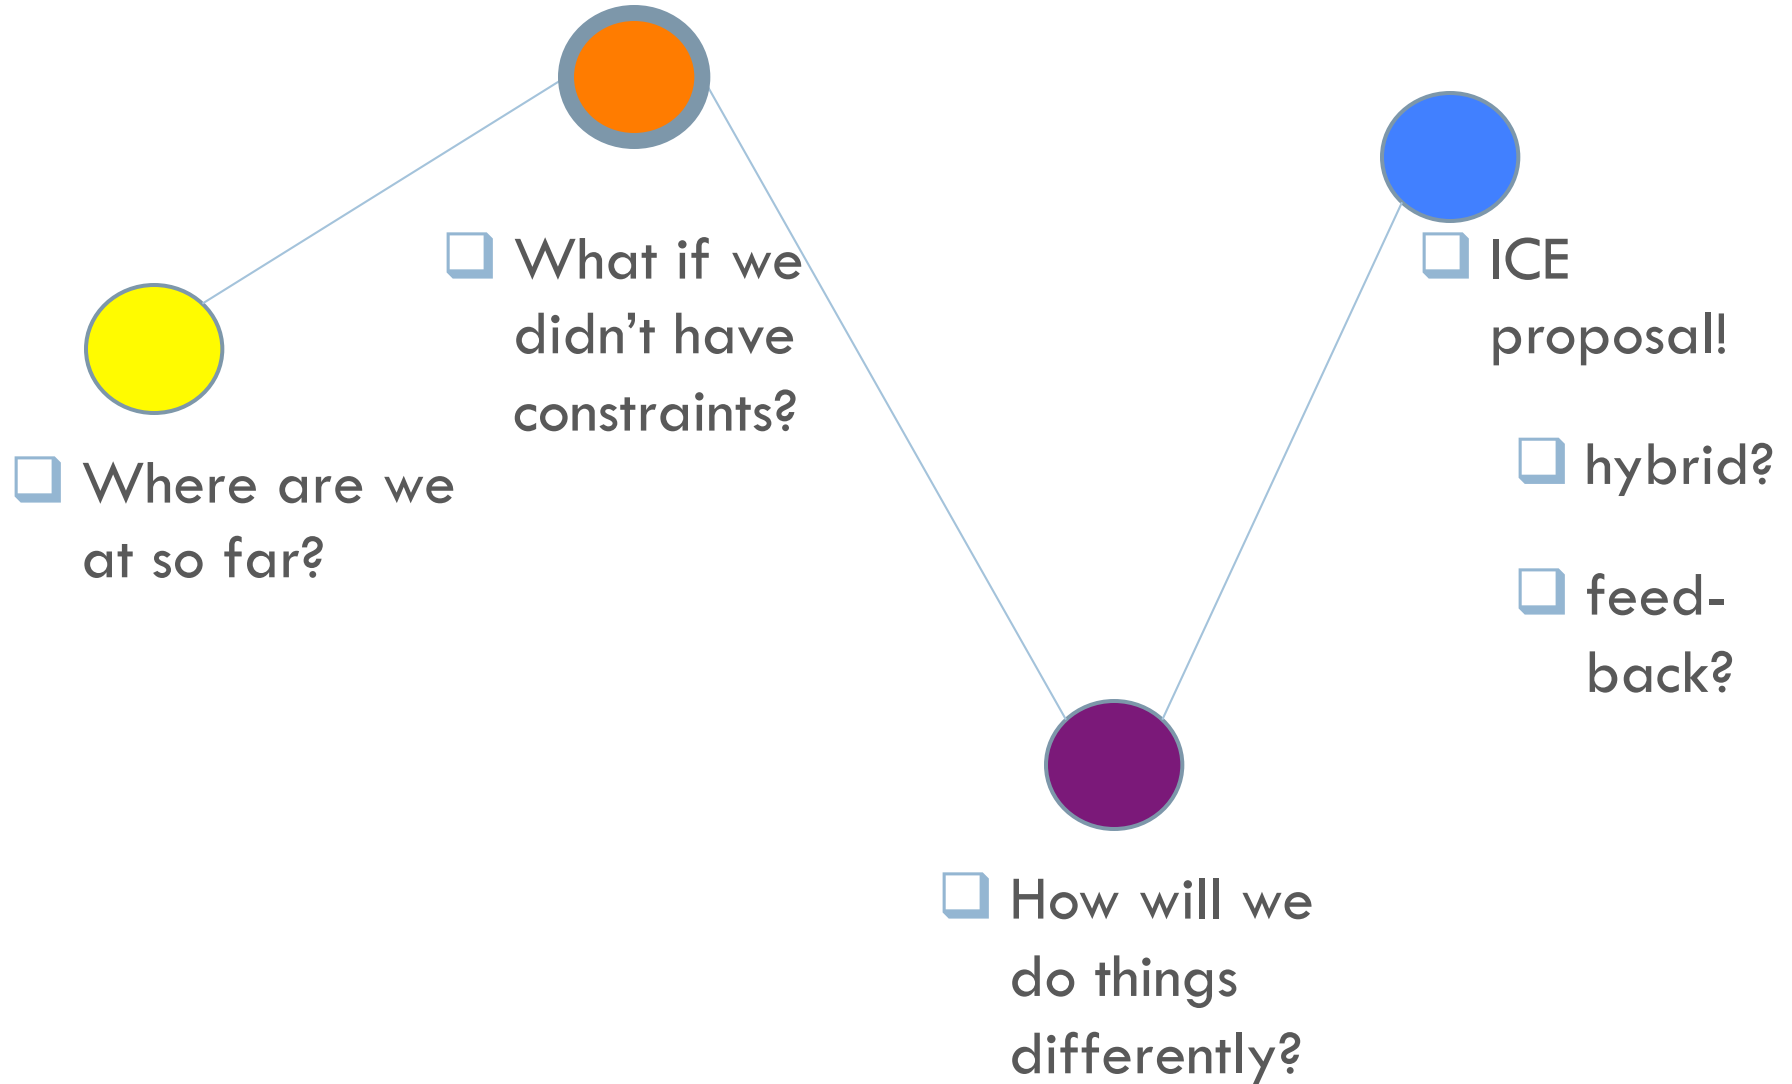 Where are we
at so far?
What if we
didn’t have
constraints?
How will we
do things
differently?
ICE
proposal!
hybrid?
feed-
back?